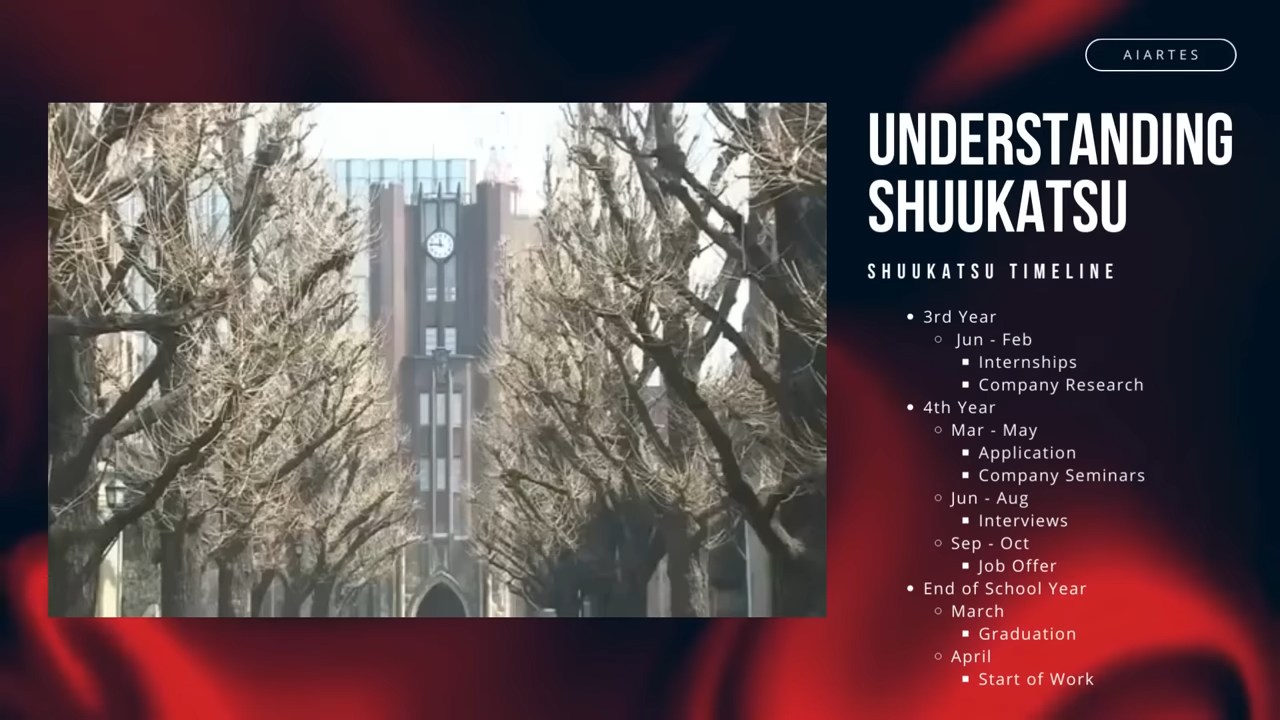 AIARTES
UNDERSTANDING
SHUUKATSU
SHUUKATSU TIMELINE
• 3rd Year
○ Jun - Feb
▪ Internships
▪ Company Research
• 4th Year
○ Mar - May
▪ Application
▪ Company Seminars
○ Jun - Aug
▪ Interviews
○ Sep - Oct
▪ Job Offer
• End of School Year
○ March
▪ Graduation
○ April
▪ Start of Work